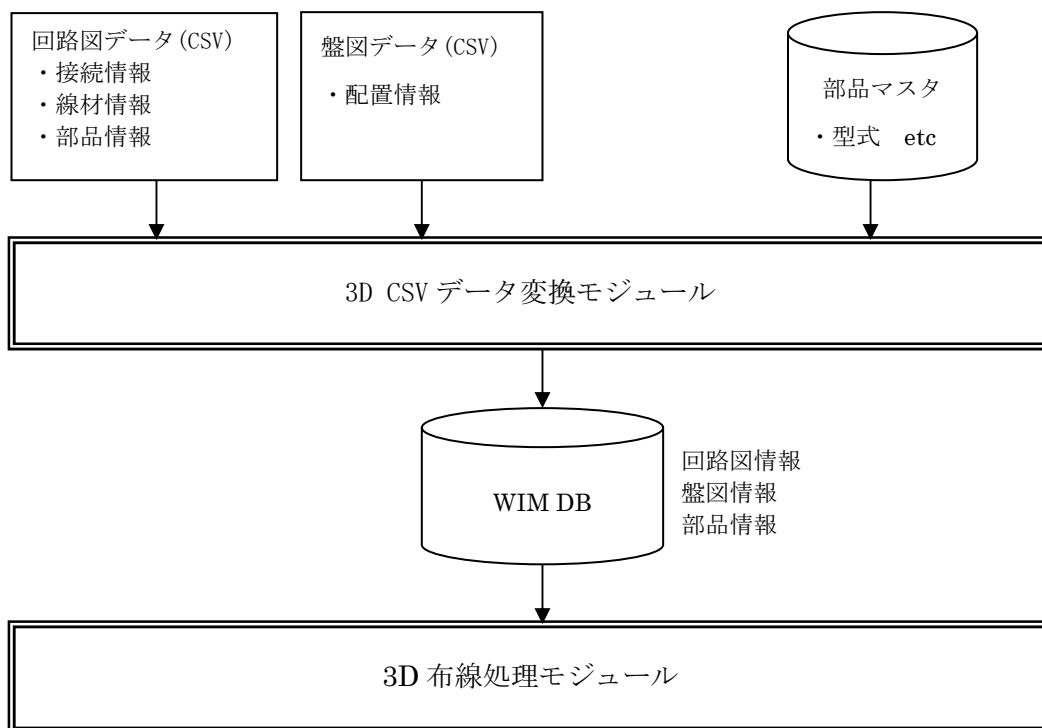 回路図データ(CSV)
・接続情報
・線材情報
・部品情報
盤図データ(CSV)
・配置情報
部品マスタ
・型式　etc
3D CSV データ変換モジュール
WIM DB
回路図情報
盤図情報
部品情報
3D 布線処理モジュール